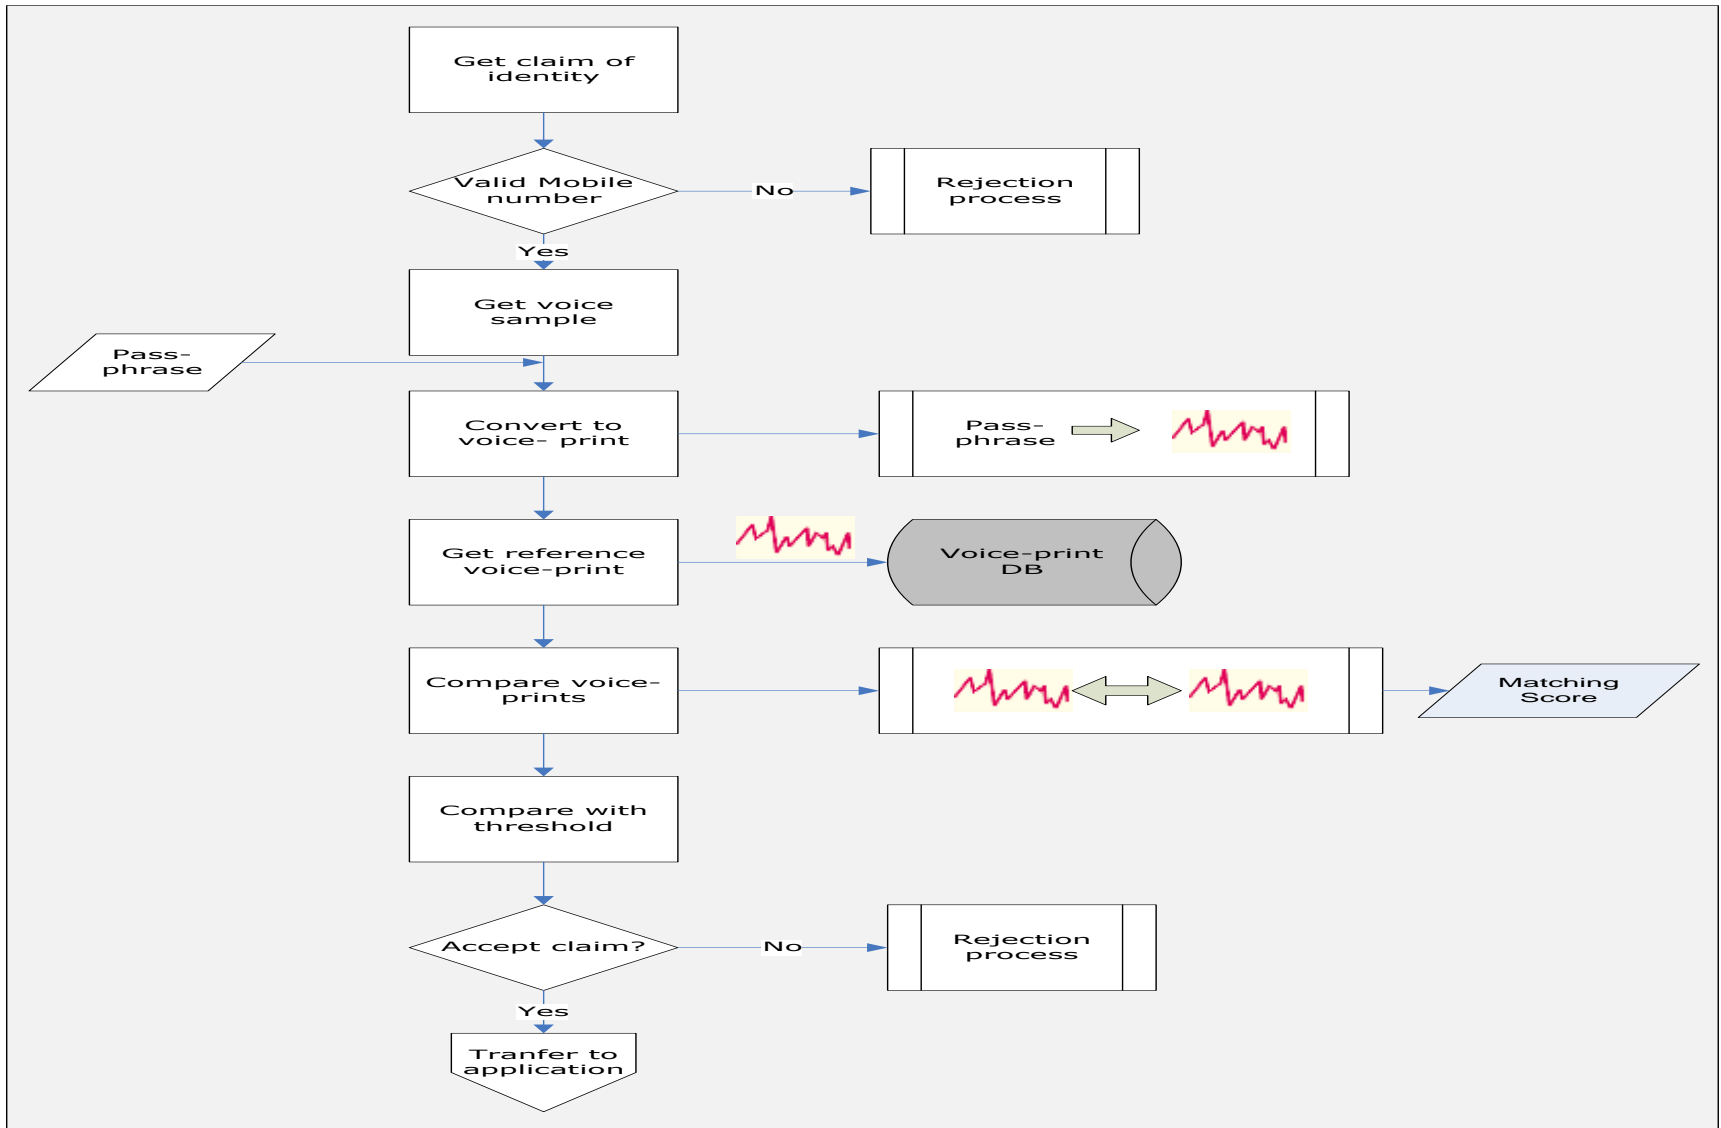 Get claim of
identity
Valid Mobile
number
No
Rejection
process
Yes
Get voice
sample
Pass-
phrase
Convert to
voice- print
Pass-
phrase
Get reference
voice-print
Voice-print
DB
Compare voice-
prints
Matching
Score
Compare with
threshold
Accept claim?
No
Rejection
process
Yes
Tranfer to
application